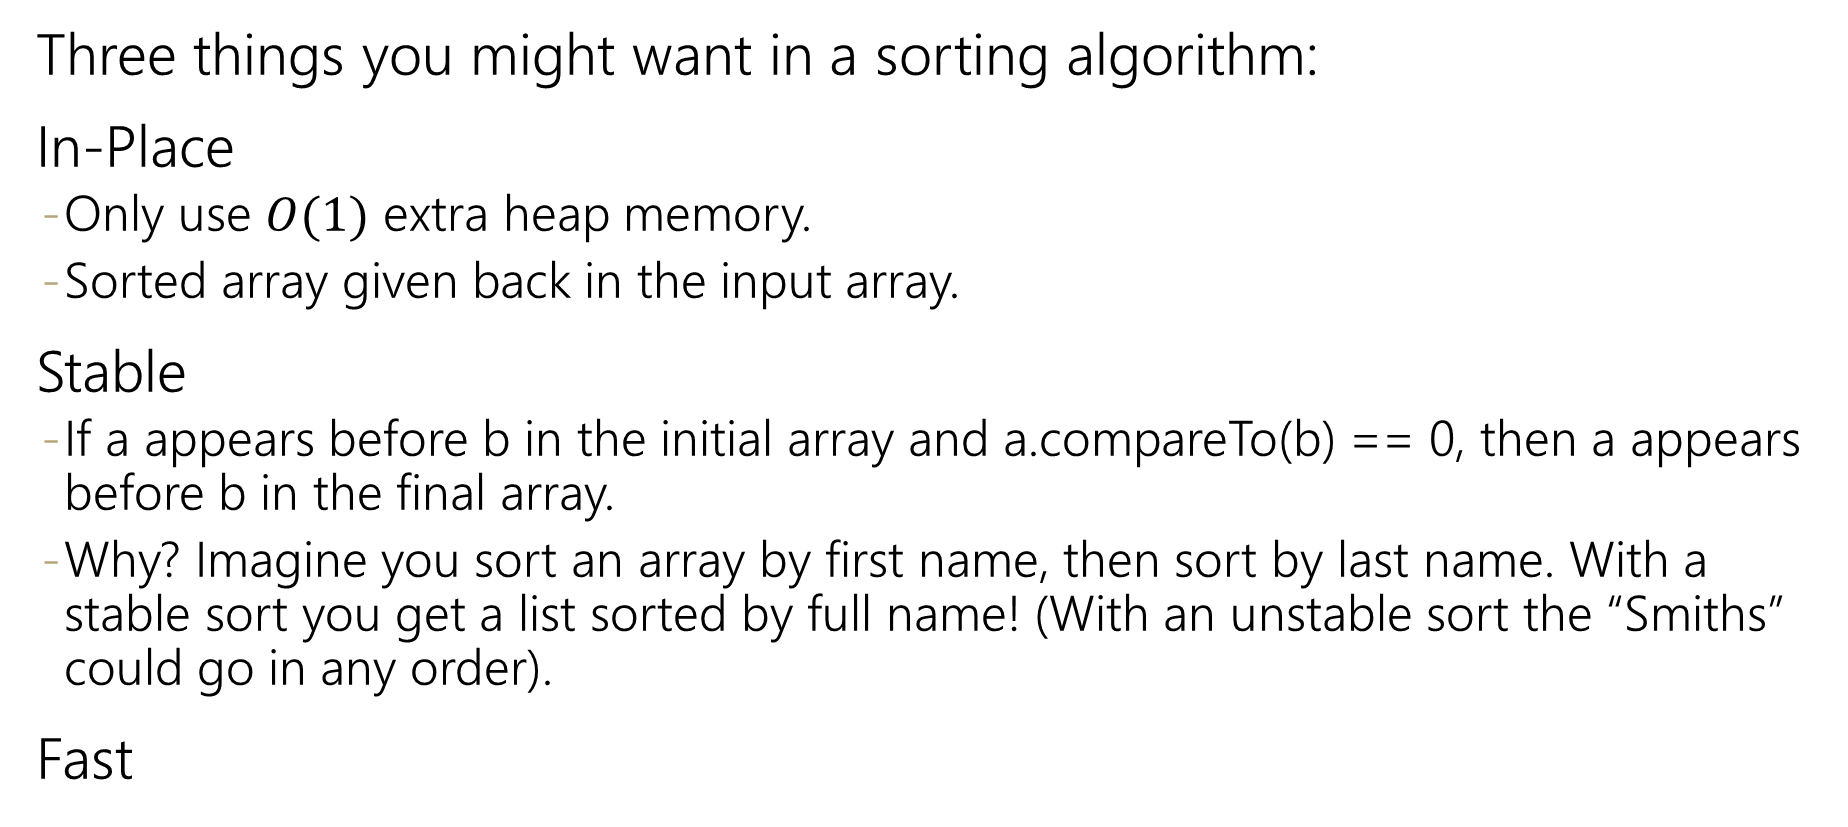 Three things you might want in a sorting algorithm:
In-Place
-Only use O(1) extra heap memory.
-Sorted array given back in the input array.
Stable
-If a appears before b in the initial array and a.compareTo(b) == 0, then a appears
before b in the final array.
-Why? Imagine you sort an array by first name, then sort by last name. With a
stable sort you get a list sorted by full name! (With an unstable sort the “Smiths”
could go in any order).
Fast